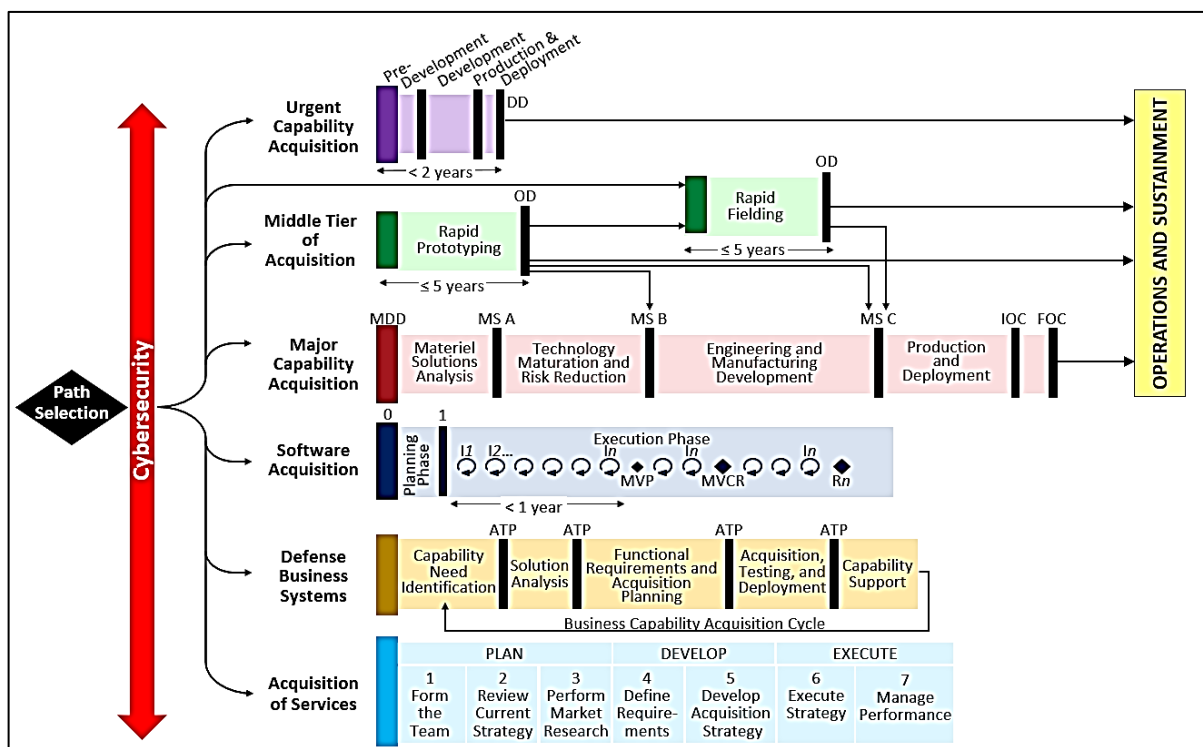 Pre-
Development
Development
Production &
Deployment
Urgent
Capability
Acquisition
DD
< 2 years
Middle Tier
of
Acquisition
Rapid
Prototyping
OD
≤ 5 years
Rapid
Fielding
OD
≤ 5 years
OPERATIONS AND SUSTAINMENT
Path
Selection
Cybersecurity
Major
Capability
Acquisition
MDD
MS A
MS B
MS C
IOC
FOC
Materiel
Solutions
Analysis
Technology
Maturation and
Risk Reduction
Engineering and
Manufacturing
Development
Production
and
Deployment
Software
Acquisition
0
1
Planning
Phase
Execution Phase
I1
I2...
In
In
In
MVP
MVCR
Rn
< 1 year
Defense
Business
Systems
ATP
ATP
ATP
ATP
Capability
Need
Identification
Solution
Analysis
Functional
Requirements and
Acquisition
Planning
Acquisition,
Testing, and
Deployment
Capability
Support
Business Capability Acquisition Cycle
Acquisition
of Services
PLAN
DEVELOP
EXECUTE
1
Form
the
Team
2
Review
Current
Strategy
3
Perform
Market
Research
4
Define
Require-
ments
5
Develop
Acquisition
Strategy
6
Execute
Strategy
7
Manage
Performance